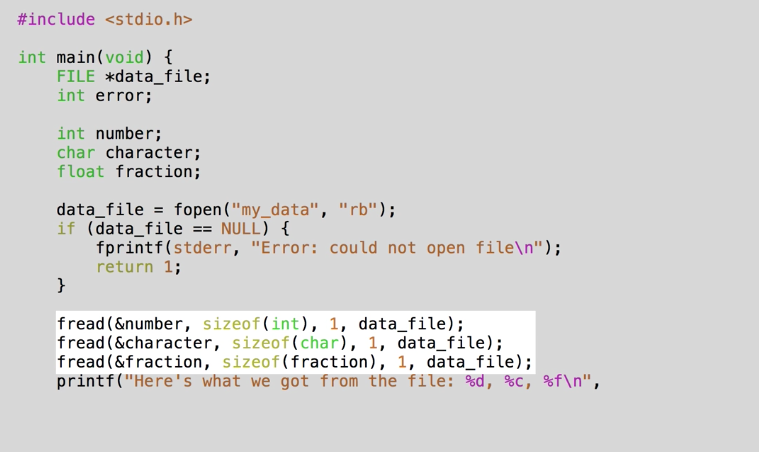 #include <stdio.h>
int main(void) {
FILE *data_file;
int error;
int number;
char character;
float fraction;
data_file = fopen("my_data", "rb");
if (data_file == NULL) {
fprintf(stderr, "Error: could not open file\n");
return 1;
}
fread(&number, sizeof(int), 1, data_file);
fread(&character, sizeof(char), 1, data_file);
fread(&fraction, sizeof(fraction), 1, data_file);
printf("Here's what we got from the file: %d, %c, %f\n",